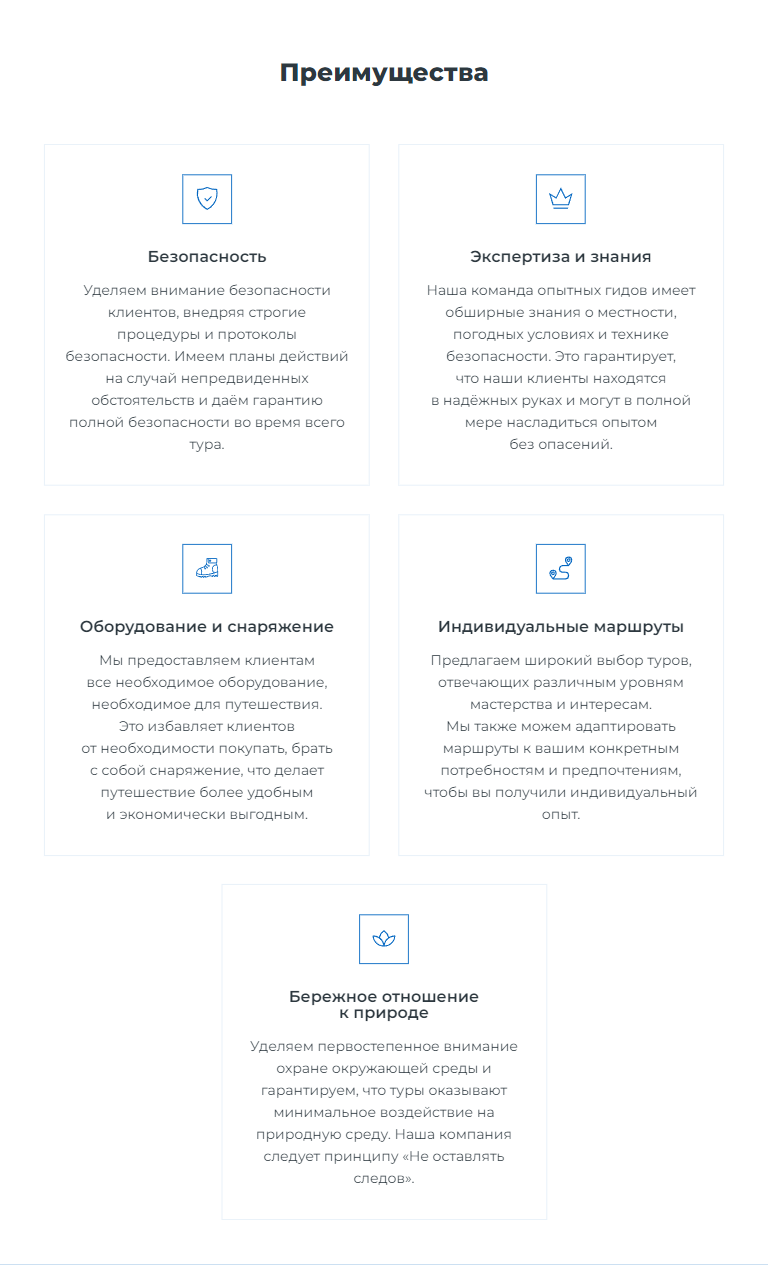 Преимущества
Безопасность
Уделяем внимание безопасности
клиентов, внедряя строгие
процедуры и протоколы
безопасности. Имеем планы действий
на случай непредвиденных
обстоятельств и даём гарантию
полной безопасности во время всего
тура.
Экспертиза и знания
Наша команда опытных гидов имеет
обширные знания о местности,
погодных условиях и технике
безопасности. Это гарантирует,
что наши клиенты находятся
в надёжных руках и могут в полной
мере насладиться опытом
без опасений.
Оборудование и снаряжение
Мы предоставляем клиентам
все необходимое оборудование,
необходимое для путешествия.
Это избавляет клиентов
от необходимости покупать, брать
с собой снаряжение, что делает
путешествие более удобным
и экономически выгодным.
Индивидуальные маршруты
Предлагаем широкий выбор туров,
отвечающих различным уровням
мастерства и интересам.
Мы также можем адаптировать
маршруты к вашим конкретным
потребностям и предпочтениям,
чтобы вы получили индивидуальный
опыт.
Бережное отношение
к природе
Уделяем первостепенное внимание
охране окружающей среды и
гарантируем, что туры оказывают
минимальное воздействие на
природную среду. Наша компания
следует принципу «Не оставлять
следов».